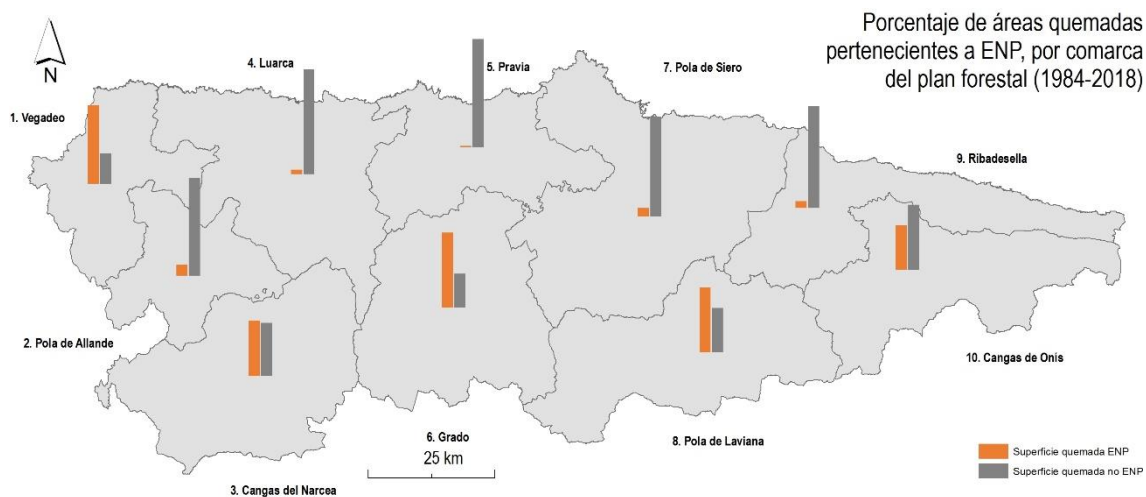 Porcentaje de áreas quemadas
pertenecientes a ENP, por comarca
del plan forestal (1984-2018)
N
4. Luarca
5. Pravia
7. Pola de Siero
1. Vegadeo
9. Ribadesella
2. Pola de Allande
10. Cangas de Onis
6. Grado
8. Pola de Laviana
25 km
3. Cangas del Narcea
Superficie quemada ENP
Superficie quemada no ENP